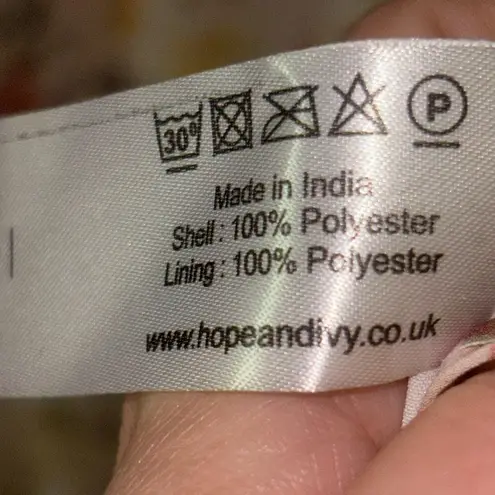 30° P
Made in India
Shell : 100% Polyester
Lining : 100% Polyester
www.hopeandivy.co.uk